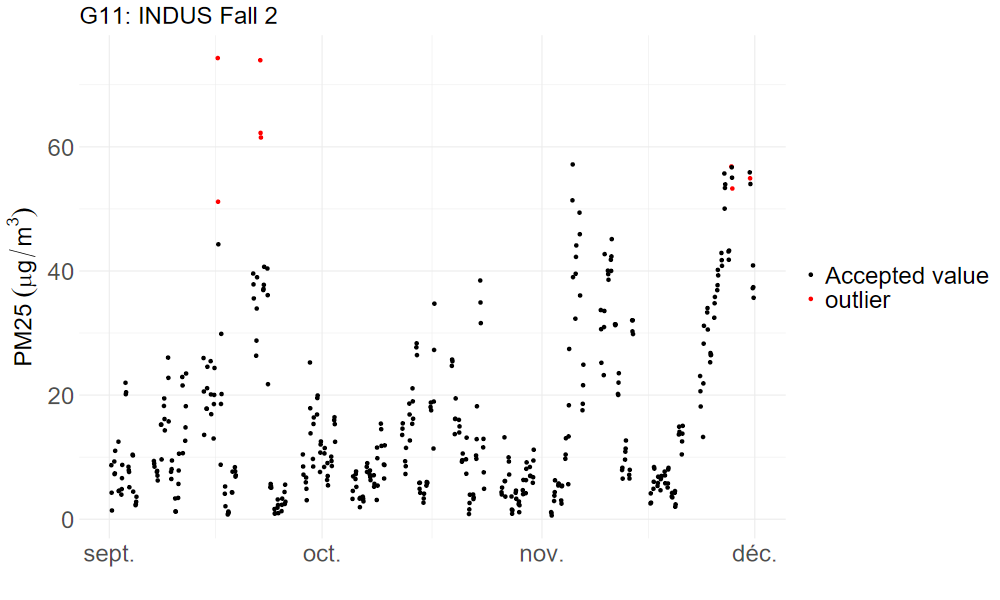 G11: INDUS Fall 2
PM25 (μg/m³)
60
40
20
0
sept.
oct.
nov.
déc.
Accepted value
outlier